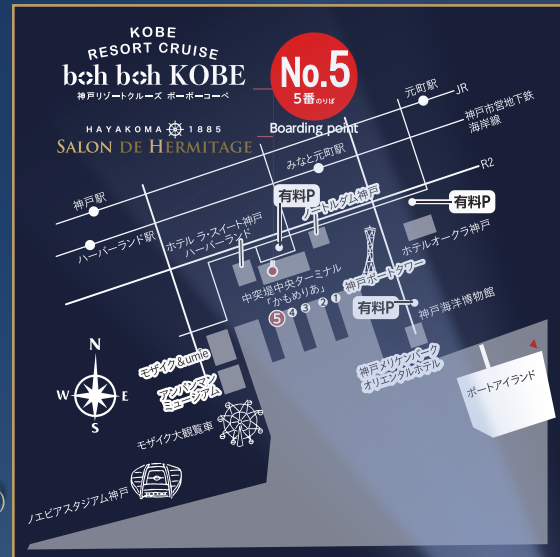 KOBE
RESORT CRUISE
boh boh KOBE
神戸リゾートクルーズ ボーボーコーベ
No.5
5番のりば
Boarding point
HAYAKOMA 1885
SALON DE HERMITAGE
元町駅
JR
神戸市営地下鉄
海岸線
みなと元町駅
R2
神戸駅
有料P
ノートルダム神戸
有料P
ハーバーランド駅
ホテル ラ・スイート神戸
ハーバーランド
ホテルオークラ神戸
中突堤中央ターミナル
「かもめりあ」
神戸ポートタワー
有料P
神戸海洋博物館
5
4
3
2
1
N
W
E
S
モザイク&umie
アンパンマン
ミュージアム
神戸メリケンパーク
オリエンタルホテル
ポートアイランド
モザイク大観覧車
ノエビアスタジアム神戸